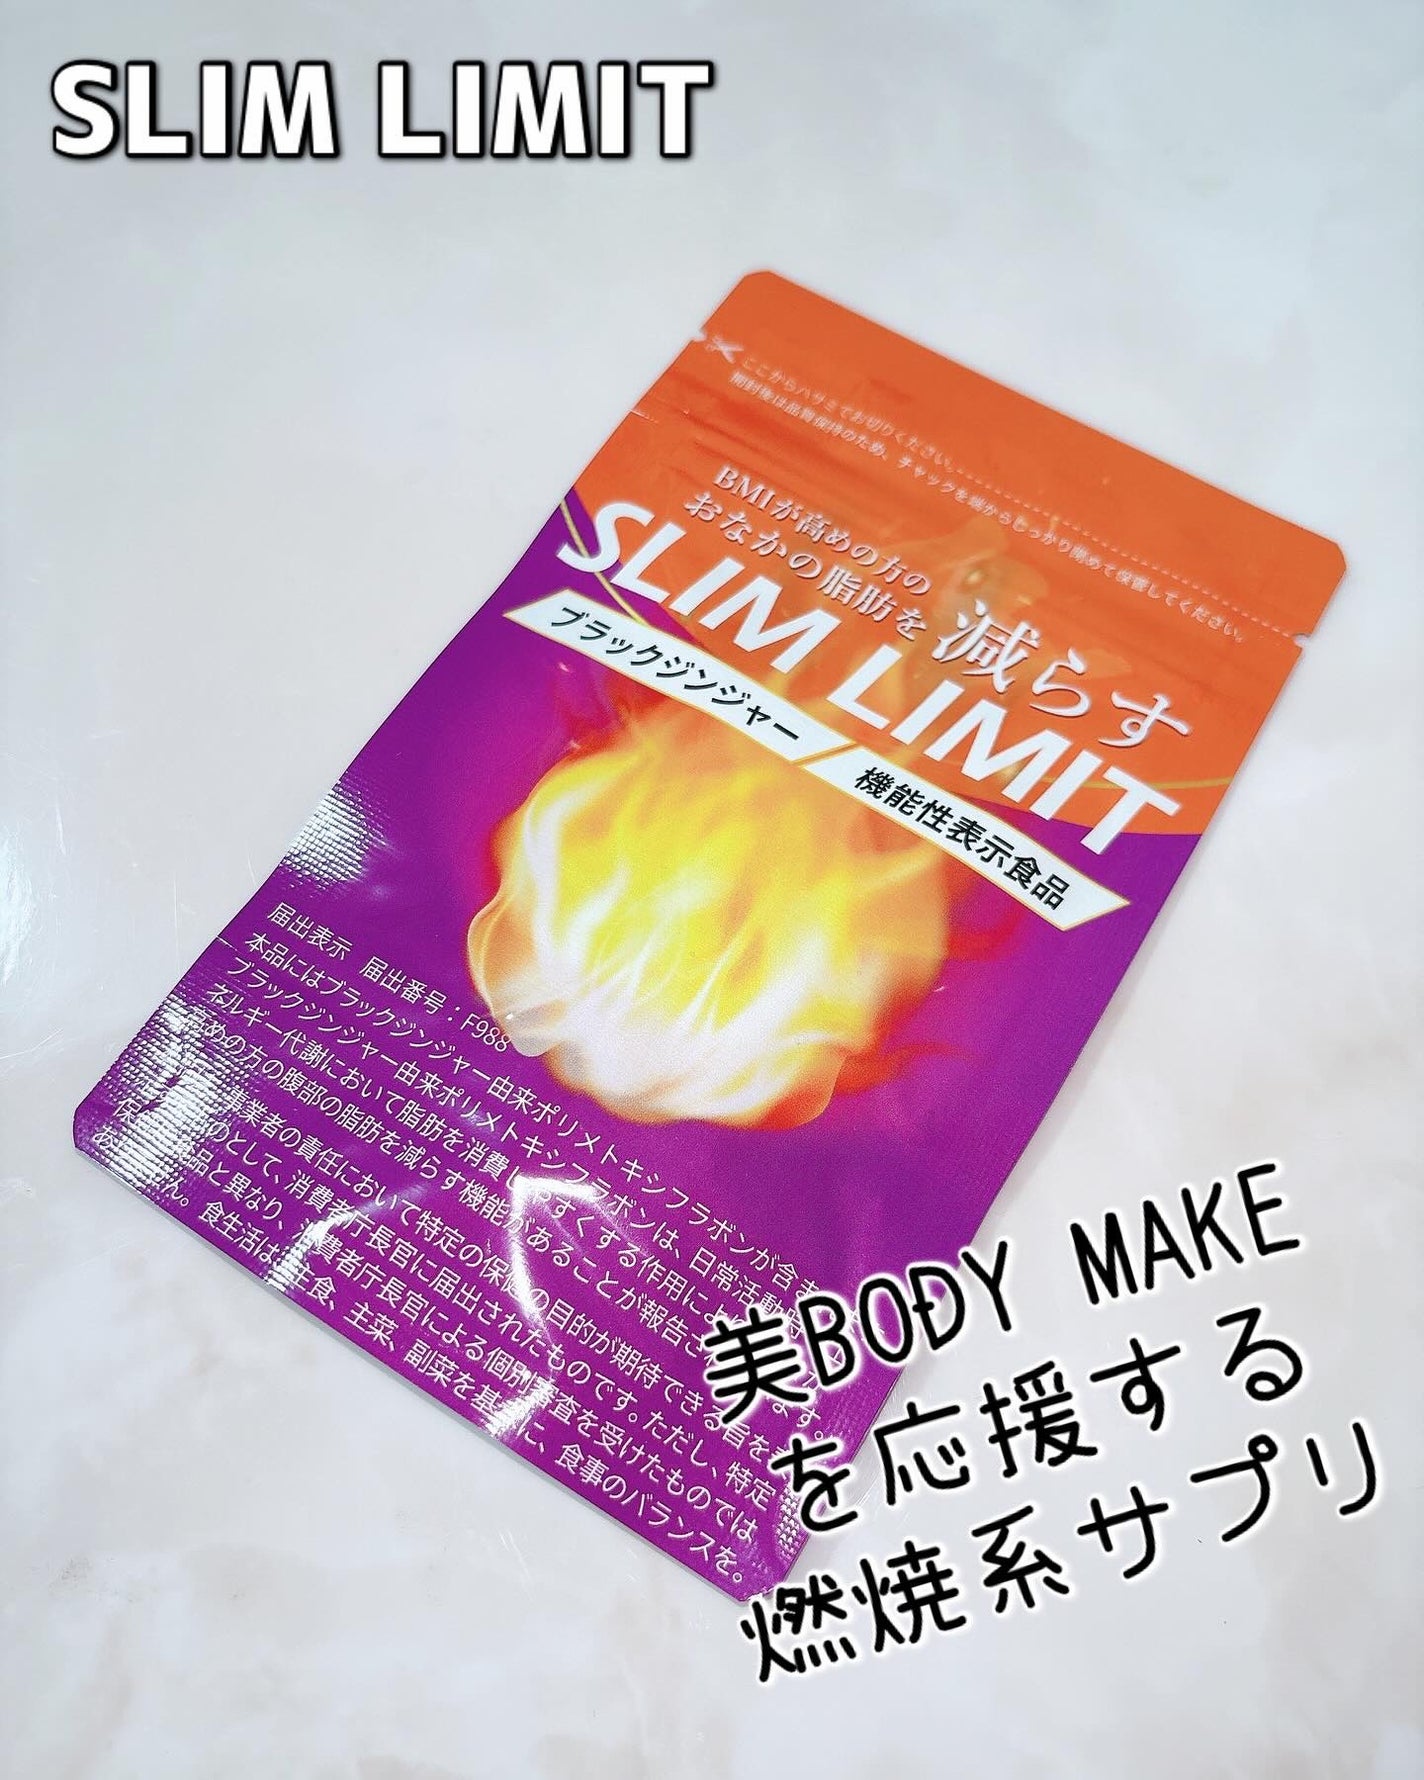 SLIM LIMIT
ここからハサミでお切りください。
開封後は品質保持のため、チャックを端からしっかり閉めて保管してください。
BMIが高めの方の
おなかの脂肪を減らす
SLIM LIMIT
ブラックジンジャー
機能性表示食品
届出表示 届出番号:F988
本品にはブラックジンジャー由来ポリメトキシフラボンが含ま
ブラックジンジャー由来ポリメトキシフラボンは、日常活動時
ネルギー代謝において脂肪を消費しやすくする作用によ
高めの方の腹部の脂肪を減らす機能があることが報告さ
事業者の責任において特定の保健の目的が期待できる旨を
のとして、消費者庁長官に届出されたものです。ただし、特定
保 品と異なり、消費者庁長官による個別審査を受けたものでは
ん。食生活は、主食、主菜、副菜を基 に、食事のバランスを。
美BODY MAKE
を応援する
燃焼系サプリ